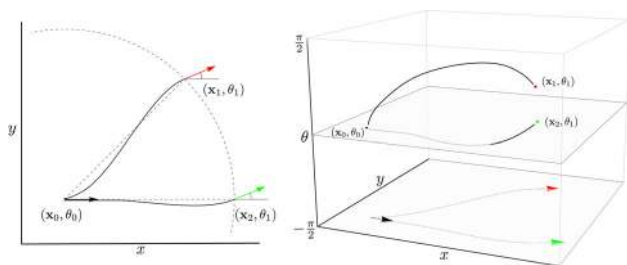 y
(x₁, θ₁)
(x₀, θ₀)
(x₂, θ₁)
x
π/2
(x₁, θ₁)
(x₀, θ₀)
(x₂, θ₁)
θ
y
-π/2
x